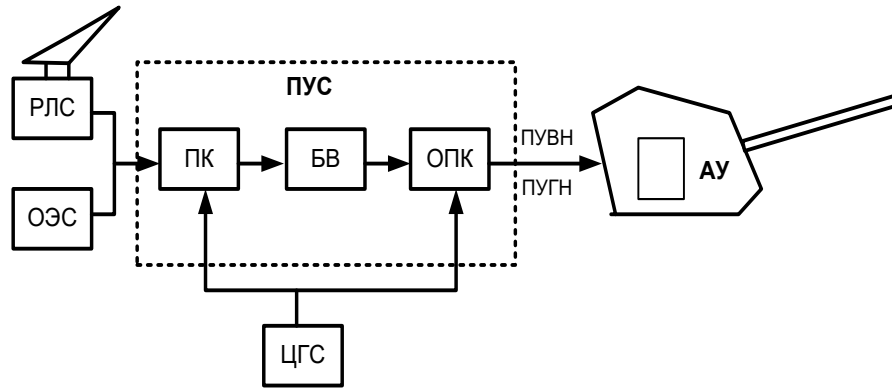 ПУС
РЛС
ПК
БВ
ОПК
ПУВН
ПУГН
АУ
ОЭС
ЦГС